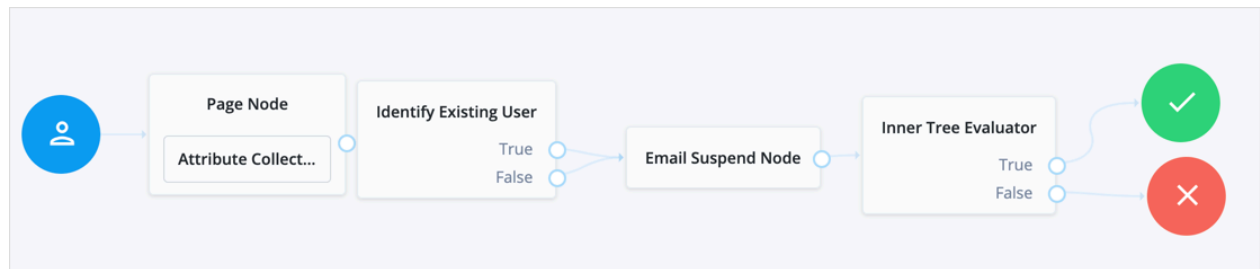 Page Node
Attribute Collect...
Identify Existing User
True
False
Email Suspend Node
Inner Tree Evaluator
True
False